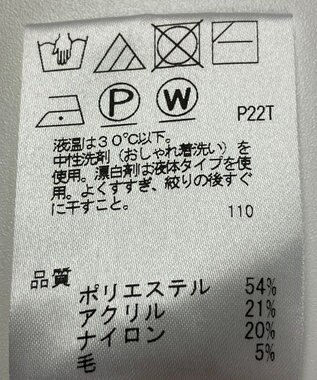 P W P22T
液温は30℃以下。
中性洗剤(おしゃれ着洗い)を
使用。漂白剤は液体タイプを使
用。よくすすぎ、絞りの後すぐ
に干すこと。
110
品質
ポリエステル 54%
アクリル 21%
ナイロン 20%
毛 5%